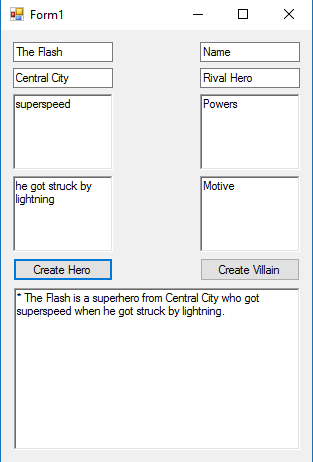 Form1
The Flash
Name
Central City
Rival Hero
superspeed
Powers
he got struck by
lightning
Motive
Create Hero
Create Villain
* The Flash is a superhero from Central City who got
superspeed when he got struck by lightning.